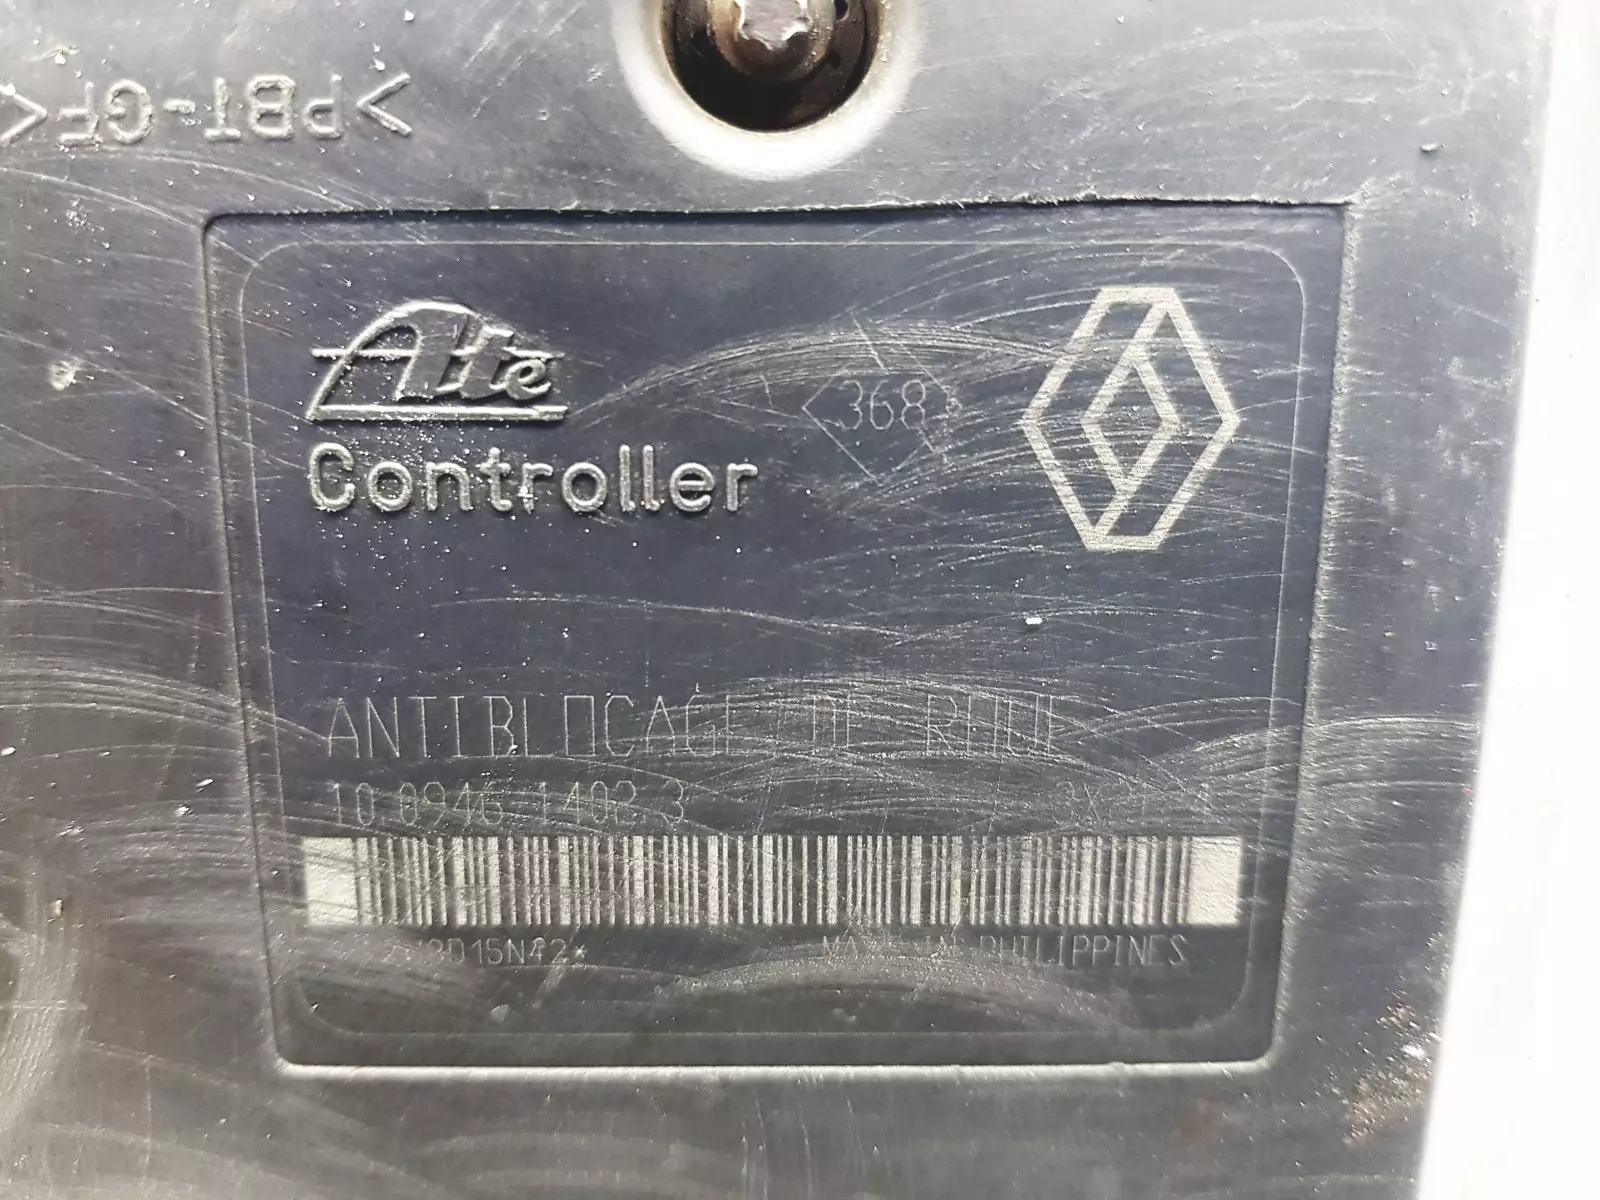 >PBT-GF<
Ate
368
Controller
ANTIBLOCAGE DE ROUE
10.0946-1402.3
MADE IN PHILIPPINES